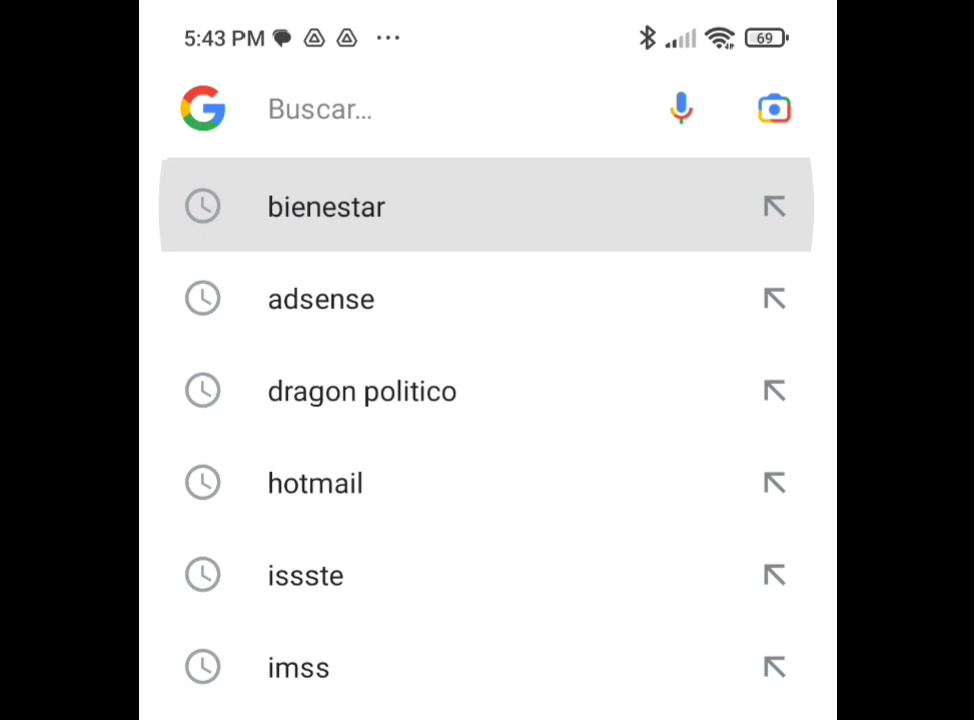 5:43 PM
69
Buscar...
bienestar
adsense
dragon politico
hotmail
issste
imss